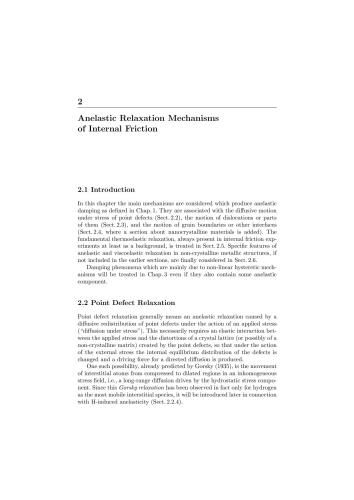 2
Anelastic Relaxation Mechanisms
of Internal Friction
2.1 Introduction
In this chapter the main mechanisms are considered which produce anelastic
damping as defined in Chap. 1. They are associated with the diffusive motion
under stress of point defects (Sect. 2.2), the motion of dislocations or parts
of them (Sect. 2.3), and the motion of grain boundaries or other interfaces
(Sect. 2.4, where a section about nanocrystalline materials is added). The
fundamental thermoelastic relaxation, always present in internal friction exp-
eriments at least as a background, is treated in Sect. 2.5. Specific features of
anelastic and viscoelastic relaxation in non-crystalline metallic structures, if
not included in the earlier sections, are finally considered in Sect. 2.6.
Damping phenomena which are mainly due to non-linear hysteretic mech-
anisms will be treated in Chap. 3 even if they also contain some anelastic
component.
2.2 Point Defect Relaxation
Point defect relaxation generally means an anelastic relaxation caused by a
diffusive redistribution of point defects under the action of an applied stress
(“diffusion under stress”). This necessarily requires an elastic interaction bet-
ween the applied stress and the distortions of a crystal lattice (or possibly of a
non-crystalline matrix) created by the point defects, so that under the action
of the external stress the internal equilibrium distribution of the defects is
changed and a driving force for a directed diffusion is produced.
One such possibility, already predicted by Gorsky (1935), is the movement
of interstitial atoms from compressed to dilated regions in an inhomogeneous
stress field, i.e., a long-range diffusion driven by the hydrostatic stress compo-
nent. Since this Gorsky relaxation has been observed in fact only for hydrogen
as the most mobile interstitial species, it will be introduced later in connection
with H-induced anelasticity (Sect. 2.2.4).